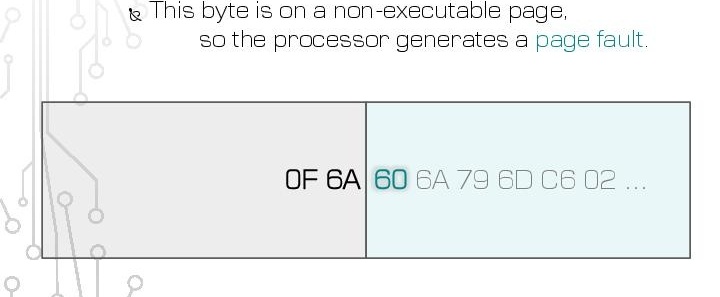 This byte is on a non-executable page,
so the processor generates a page fault.
0F 6A 60 6A 79 6D C6 02 ...